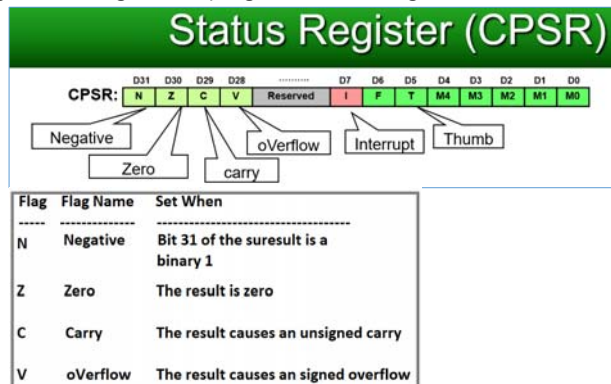 Status Register (CPSR)
D31 D30 D29 D28 ........... D7 D6 D5 D4 D3 D2 D1 D0
CPSR: N Z C V Reserved I F T M4 M3 M2 M1 M0
Negative oVerflow Interrupt Thumb
Zero carry
Flag Flag Name Set When
----- -------------- -------------------------------------
N Negative Bit 31 of the suresult is a
binary 1
Z Zero The result is zero
C Carry The result causes an unsigned carry
V oVerflow The result causes an signed overflow